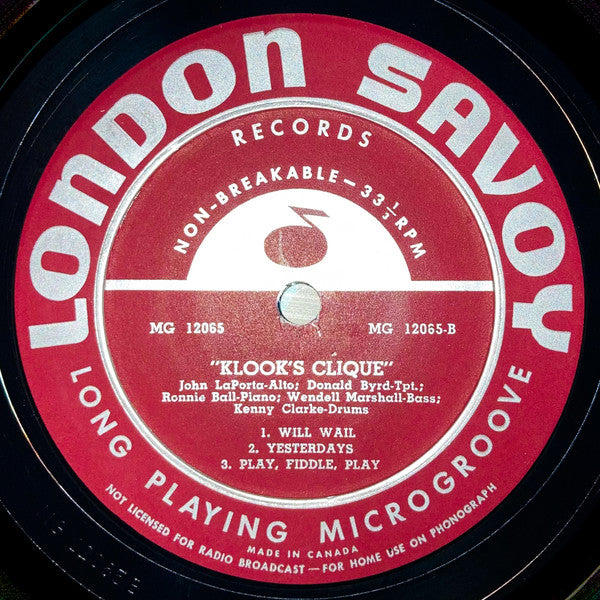 LONDON SAVOY
RECORDS
NON-BREAKABLE—33⅓RPM
MG 12065
MG 12065-B
"KLOOK'S CLIQUE"
John LaPorta-Alto; Donald Byrd-Tpt.;
Ronnie Ball-Piano; Wendell Marshall-Bass;
Kenny Clarke-Drums
1. WILL WAIL
2. YESTERDAYS
3. PLAY, FIDDLE, PLAY
LONG PLAYING MICROGROOVE
MADE IN CANADA
NOT LICENSED FOR RADIO BROADCAST—FOR HOME USE ON PHONOGRAPH